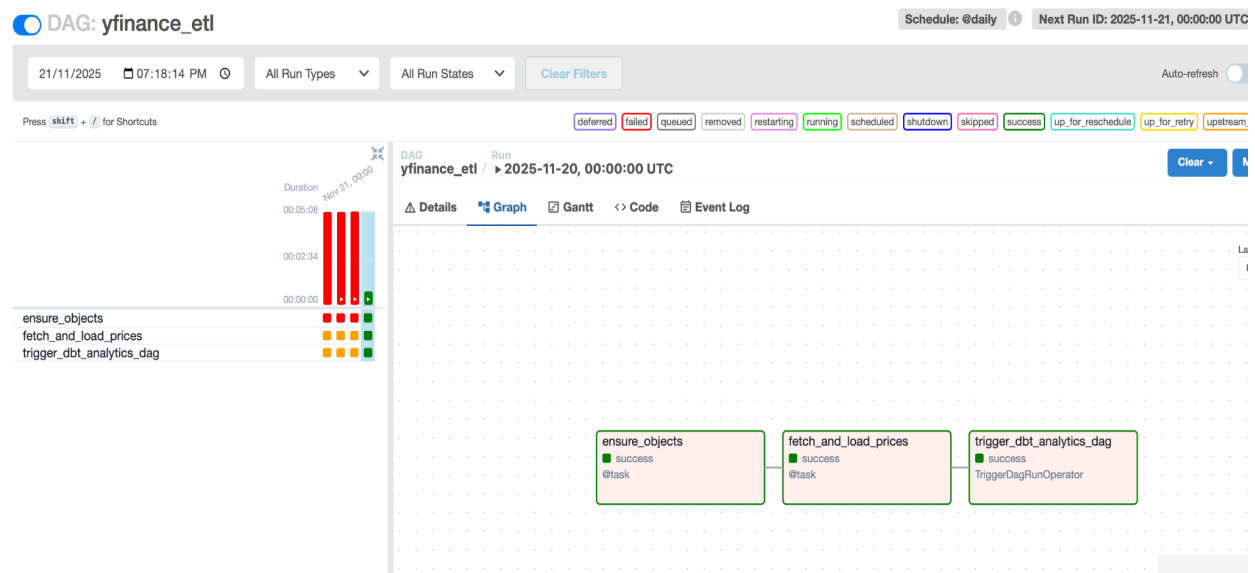 DAG: yfinance_etl
Schedule: @daily
Next Run ID: 2025-11-21, 00:00:00 UTC
21/11/2025 07:18:14 PM
All Run Types
All Run States
Clear Filters
Auto-refresh
Press shift + / for Shortcuts
deferred failed queued removed restarting running scheduled shutdown skipped success up_for_reschedule up_for_retry upstream_
DAG
yfinance_etl
/
Run
2025-11-20, 00:00:00 UTC
Clear
M
Nov 21, 00:00
Duration
00:05:08
00:02:34
00:00:00
ensure_objects
fetch_and_load_prices
trigger_dbt_analytics_dag
Details
Graph
Gantt
Code
Event Log
La
ensure_objects
success
@task
fetch_and_load_prices
success
@task
trigger_dbt_analytics_dag
success
TriggerDagRunOperator